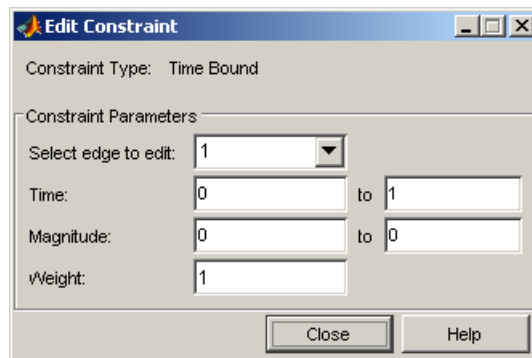 Edit Constraint
Constraint Type: Time Bound
Constraint Parameters
Select edge to edit: 1
Time: 0 to 1
Magnitude: 0 to 0
Weight: 1
Close Help